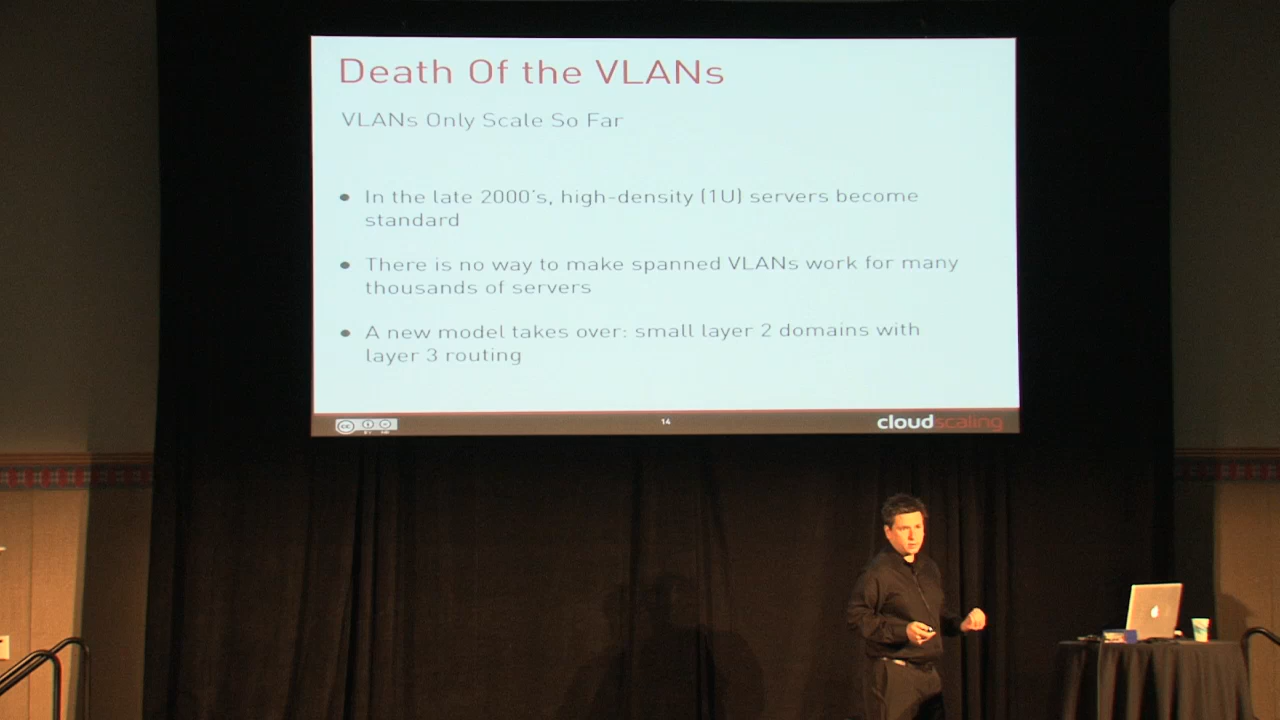 Death Of the VLANs
VLANs Only Scale So Far
• In the late 2000's, high-density (1U) servers become
standard
• There is no way to make spanned VLANs work for many
thousands of servers
• A new model takes over: small layer 2 domains with
layer 3 routing
cc
14
cloudscaling